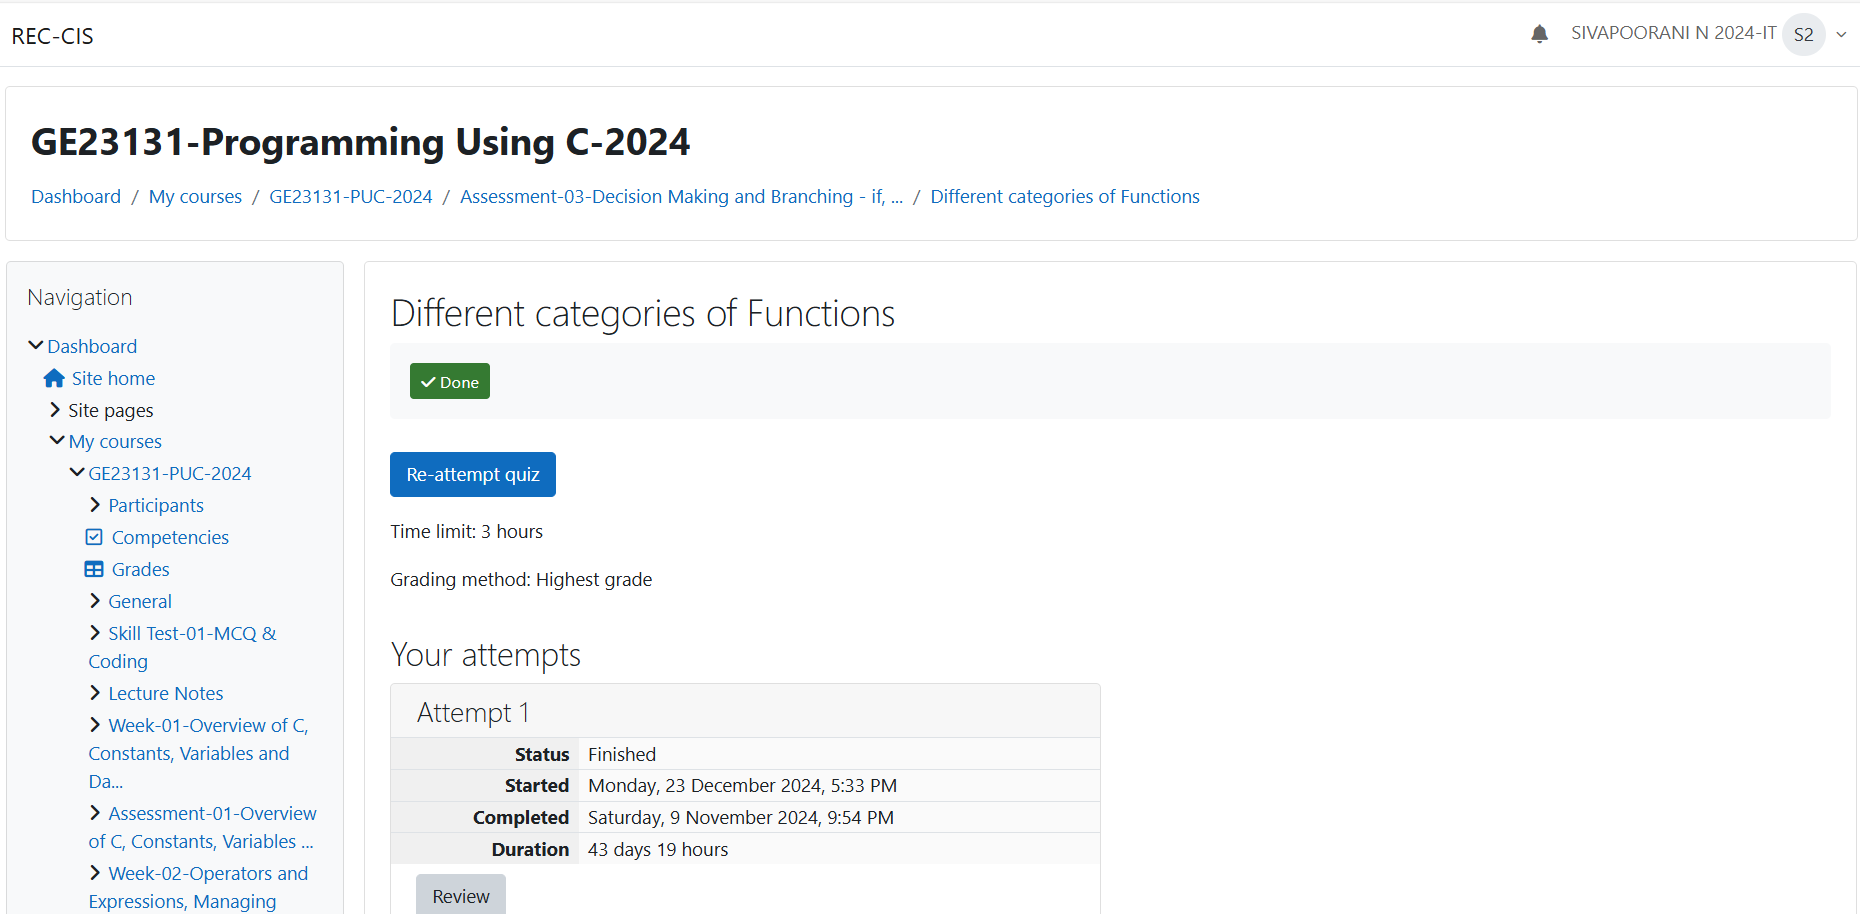 REC-CIS
SIVAPOORANI N 2024-IT S2
GE23131-Programming Using C-2024
Dashboard / My courses / GE23131-PUC-2024 / Assessment-03-Decision Making and Branching - if, ... / Different categories of Functions
Navigation
Dashboard
Site home
Site pages
My courses
GE23131-PUC-2024
Participants
Competencies
Grades
General
Skill Test-01-MCQ &
Coding
Lecture Notes
Week-01-Overview of C,
Constants, Variables and
Da...
Assessment-01-Overview
of C, Constants, Variables ...
Week-02-Operators and
Expressions, Managing
Different categories of Functions
Done
Re-attempt quiz
Time limit: 3 hours
Grading method: Highest grade
Your attempts
Attempt 1
Status Finished
Started Monday, 23 December 2024, 5:33 PM
Completed Saturday, 9 November 2024, 9:54 PM
Duration 43 days 19 hours
Review